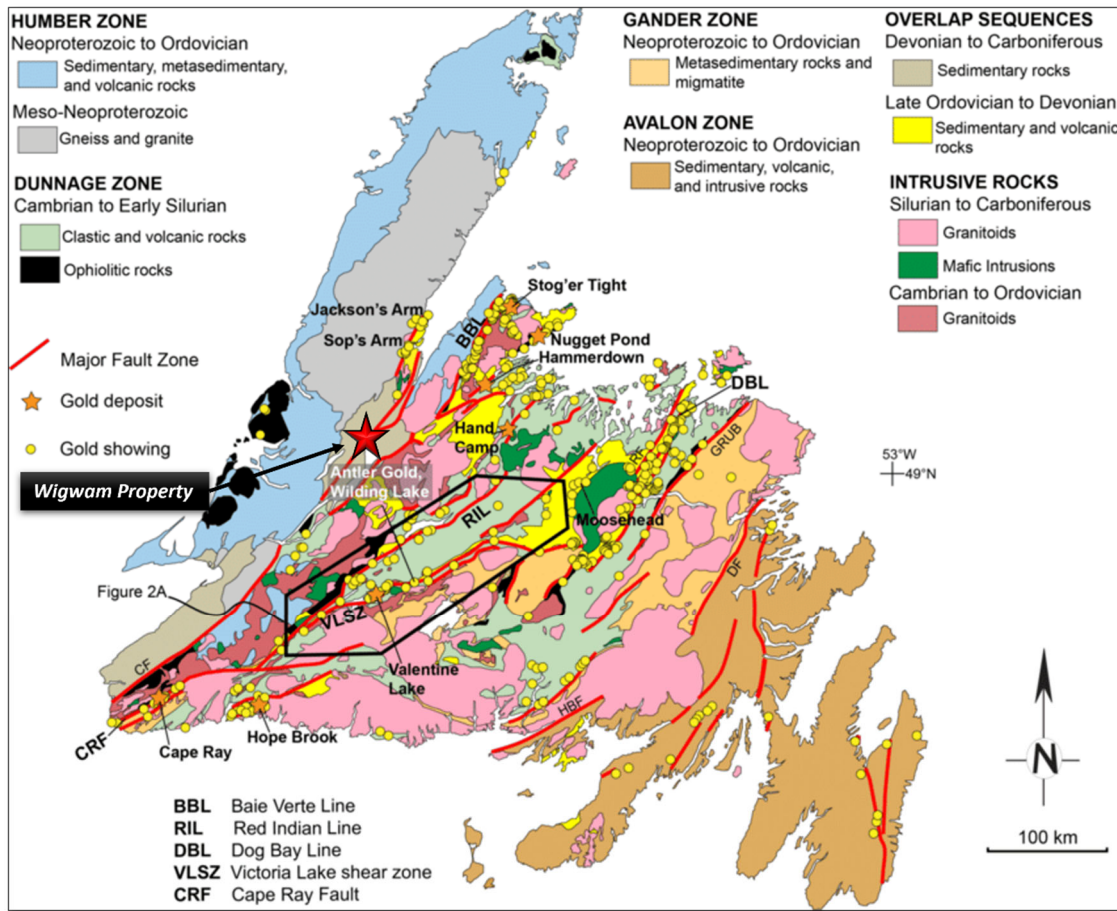 HUMBER ZONE
Neoproterozoic to Ordovician
Sedimentary, metasedimentary,
and volcanic rocks
Meso-Neoproterozoic
Gneiss and granite
DUNNAGE ZONE
Cambrian to Early Silurian
Clastic and volcanic rocks
Ophiolitic rocks
Major Fault Zone
Gold deposit
Gold showing
Wigwam Property
GANDER ZONE
Neoproterozoic to Ordovician
Metasedimentary rocks and
migmatite
AVALON ZONE
Neoproterozoic to Ordovician
Sedimentary, volcanic,
and intrusive rocks
OVERLAP SEQUENCES
Devonian to Carboniferous
Sedimentary rocks
Late Ordovician to Devonian
Sedimentary and volcanic
rocks
INTRUSIVE ROCKS
Silurian to Carboniferous
Granitoids
Mafic Intrusions
Cambrian to Ordovician
Granitoids
Stog'er Tight
Jackson's Arm
BBL
Sop's Arm
Nugget Pond
Hammerdown
DBL
Hand
Camp
GRUB
53°W
49°N
Antler Gold,
Wilding Lake
RIL
Moosehead
Figure 2A
DF
VLSZ
CF
Valentine
Lake
HBF
CRF
Cape Ray
Hope Brook
N
100 km
BBL Baie Verte Line
RIL Red Indian Line
DBL Dog Bay Line
VLSZ Victoria Lake shear zone
CRF Cape Ray Fault